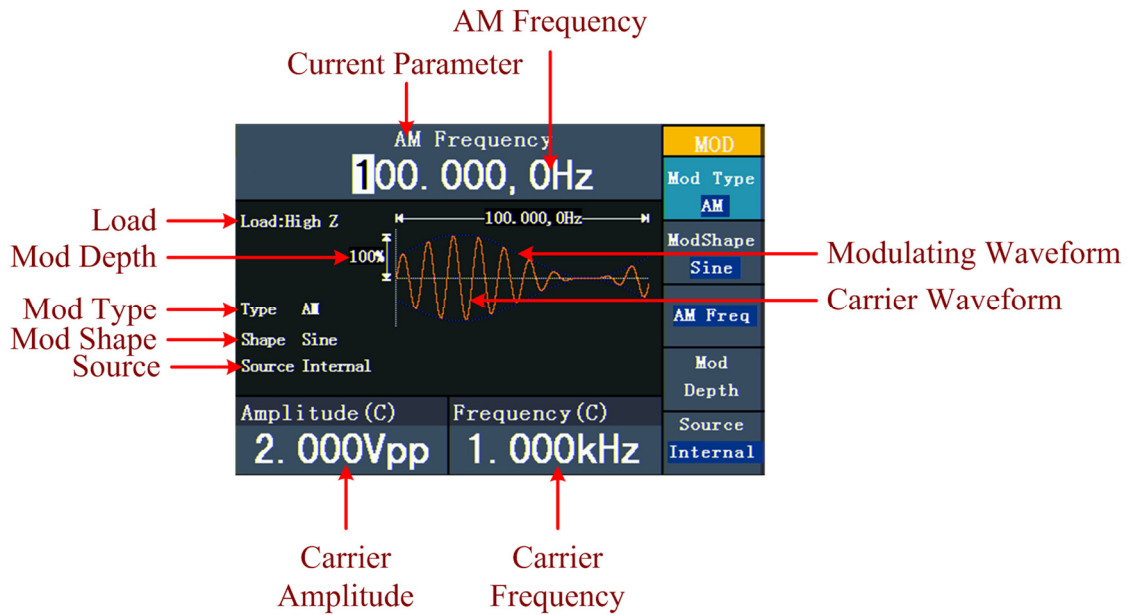 AM Frequency
Current Parameter
AM Frequency
100.000,0Hz
MOD
Mod Type
AM
ModShape
Sine
AM Freq
Mod
Depth
Source
Internal
Load
Mod Depth
Mod Type
Mod Shape
Source
Load:High Z
100.000,0Hz
100%
Type AM
Shape Sine
Source Internal
Modulating Waveform
Carrier Waveform
Amplitude(C)
2.000Vpp
Frequency(C)
1.000kHz
Carrier
Amplitude
Carrier
Frequency